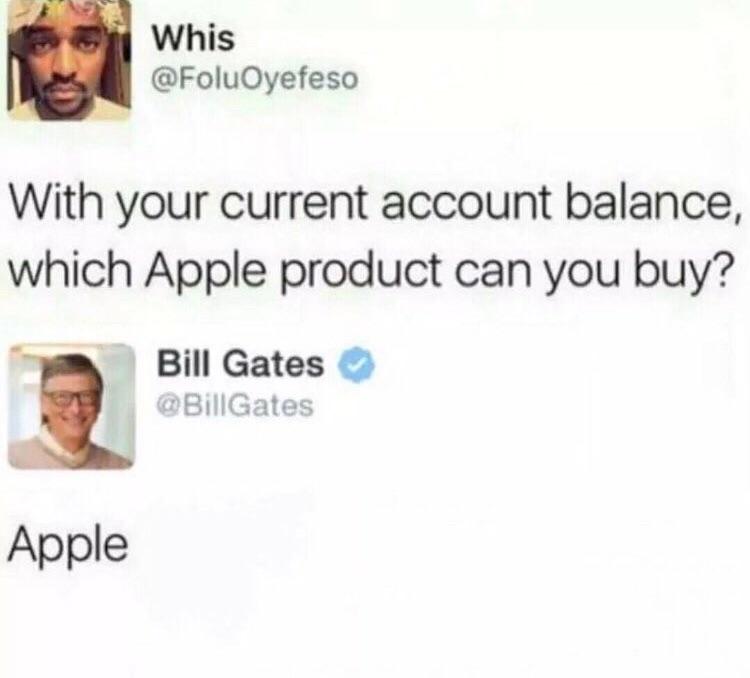 Whis
@FoluOyefeso
With your current account balance,
which Apple product can you buy?
Bill Gates
@BillGates
Apple